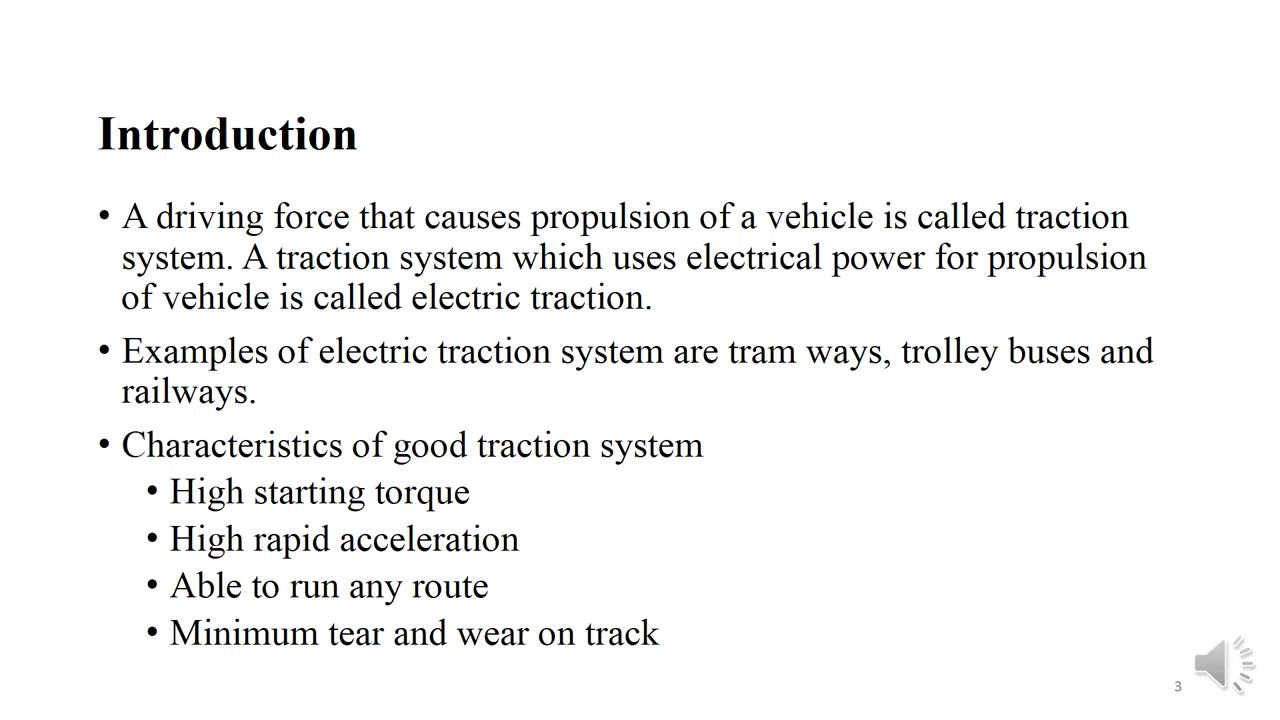 Introduction
• A driving force that causes propulsion of a vehicle is called traction
system. A traction system which uses electrical power for propulsion
of vehicle is called electric traction.
• Examples of electric traction system are tram ways, trolley buses and
railways.
• Characteristics of good traction system
• High starting torque
• High rapid acceleration
• Able to run any route
• Minimum tear and wear on track
3